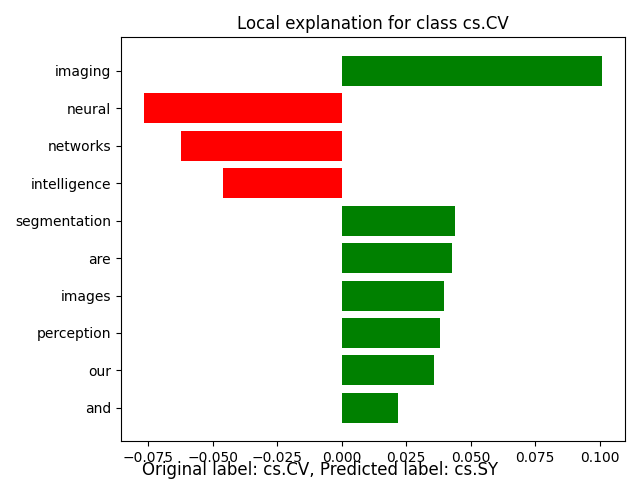 Local explanation for class cs.CV
imaging
neural
networks
intelligence
segmentation
are
images
perception
our
and
−0.075 −0.050 −0.025 0.000 0.025 0.050 0.075 0.100
Original label: cs.CV, Predicted label: cs.SY